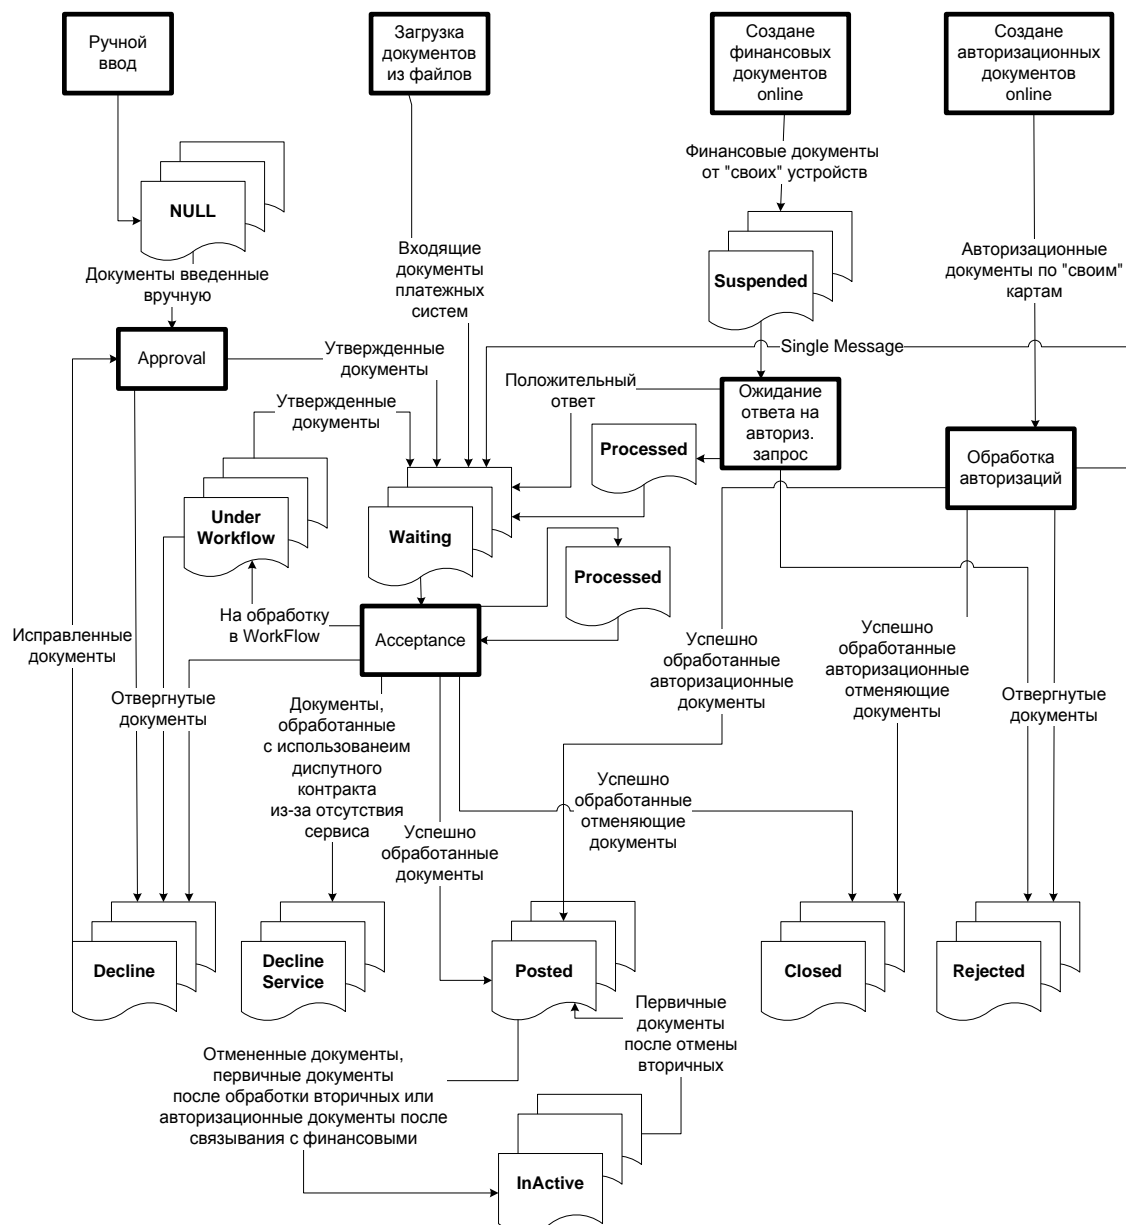 Ручной
ввод
Загрузка
документов
из файлов
Создане
финансовых
документов
online
Создане
авторизационных
документов
online
Финансовые документы
от "своих" устройств
NULL
Входящие
документы
платежных
систем
Авторизационные
документы по "своим"
картам
Документы введенные
вручную
Suspended
Approval
Утвержденные
документы
Single Message
Положительный
ответ
Ожидание
ответа на
авториз.
запрос
Утвержденные
документы
Processed
Обработка
авторизаций
Under
Workflow
Waiting
Processed
На обработку
в WorkFlow
Acceptance
Исправленные
документы
Успешно
обработанные
авторизационные
документы
Успешно
обработанные
авторизационные
отменяющие
документы
Отвергнутые
документы
Документы,
обработанные
с использованеим
диспутного
контракта
из-за отсутствия
сервиса
Отвергнутые
документы
Успешно
обработанные
отменяющие
документы
Успешно
обработанные
документы
Decline
Decline
Service
Posted
Closed
Rejected
Первичные
документы
после отмены
вторичных
Отмененные документы,
первичные документы
после обработки вторичных или
авторизационные документы после
связывания с финансовыми
InActive